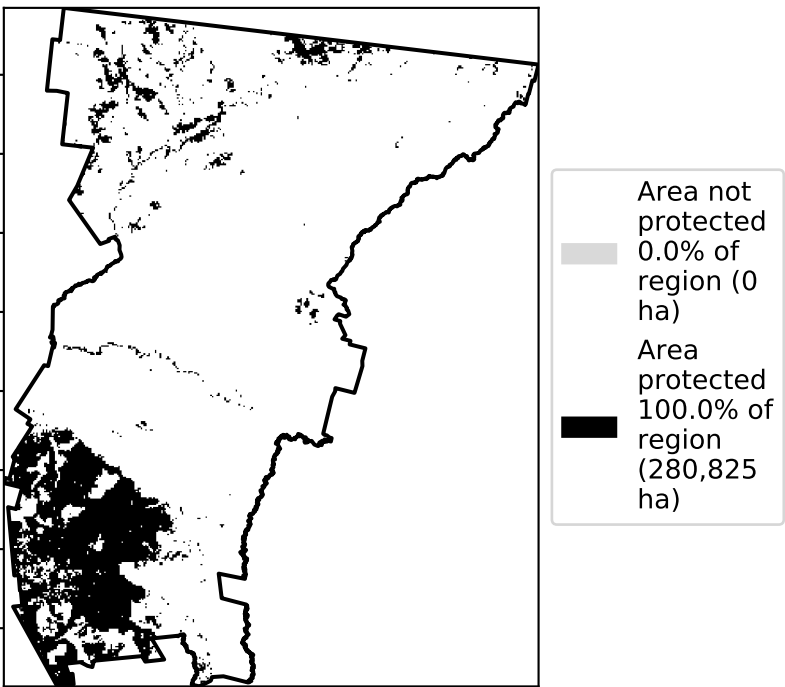 Area not
protected
0.0% of
region (0
ha)
Area
protected
100.0% of
region
(280,825
ha)